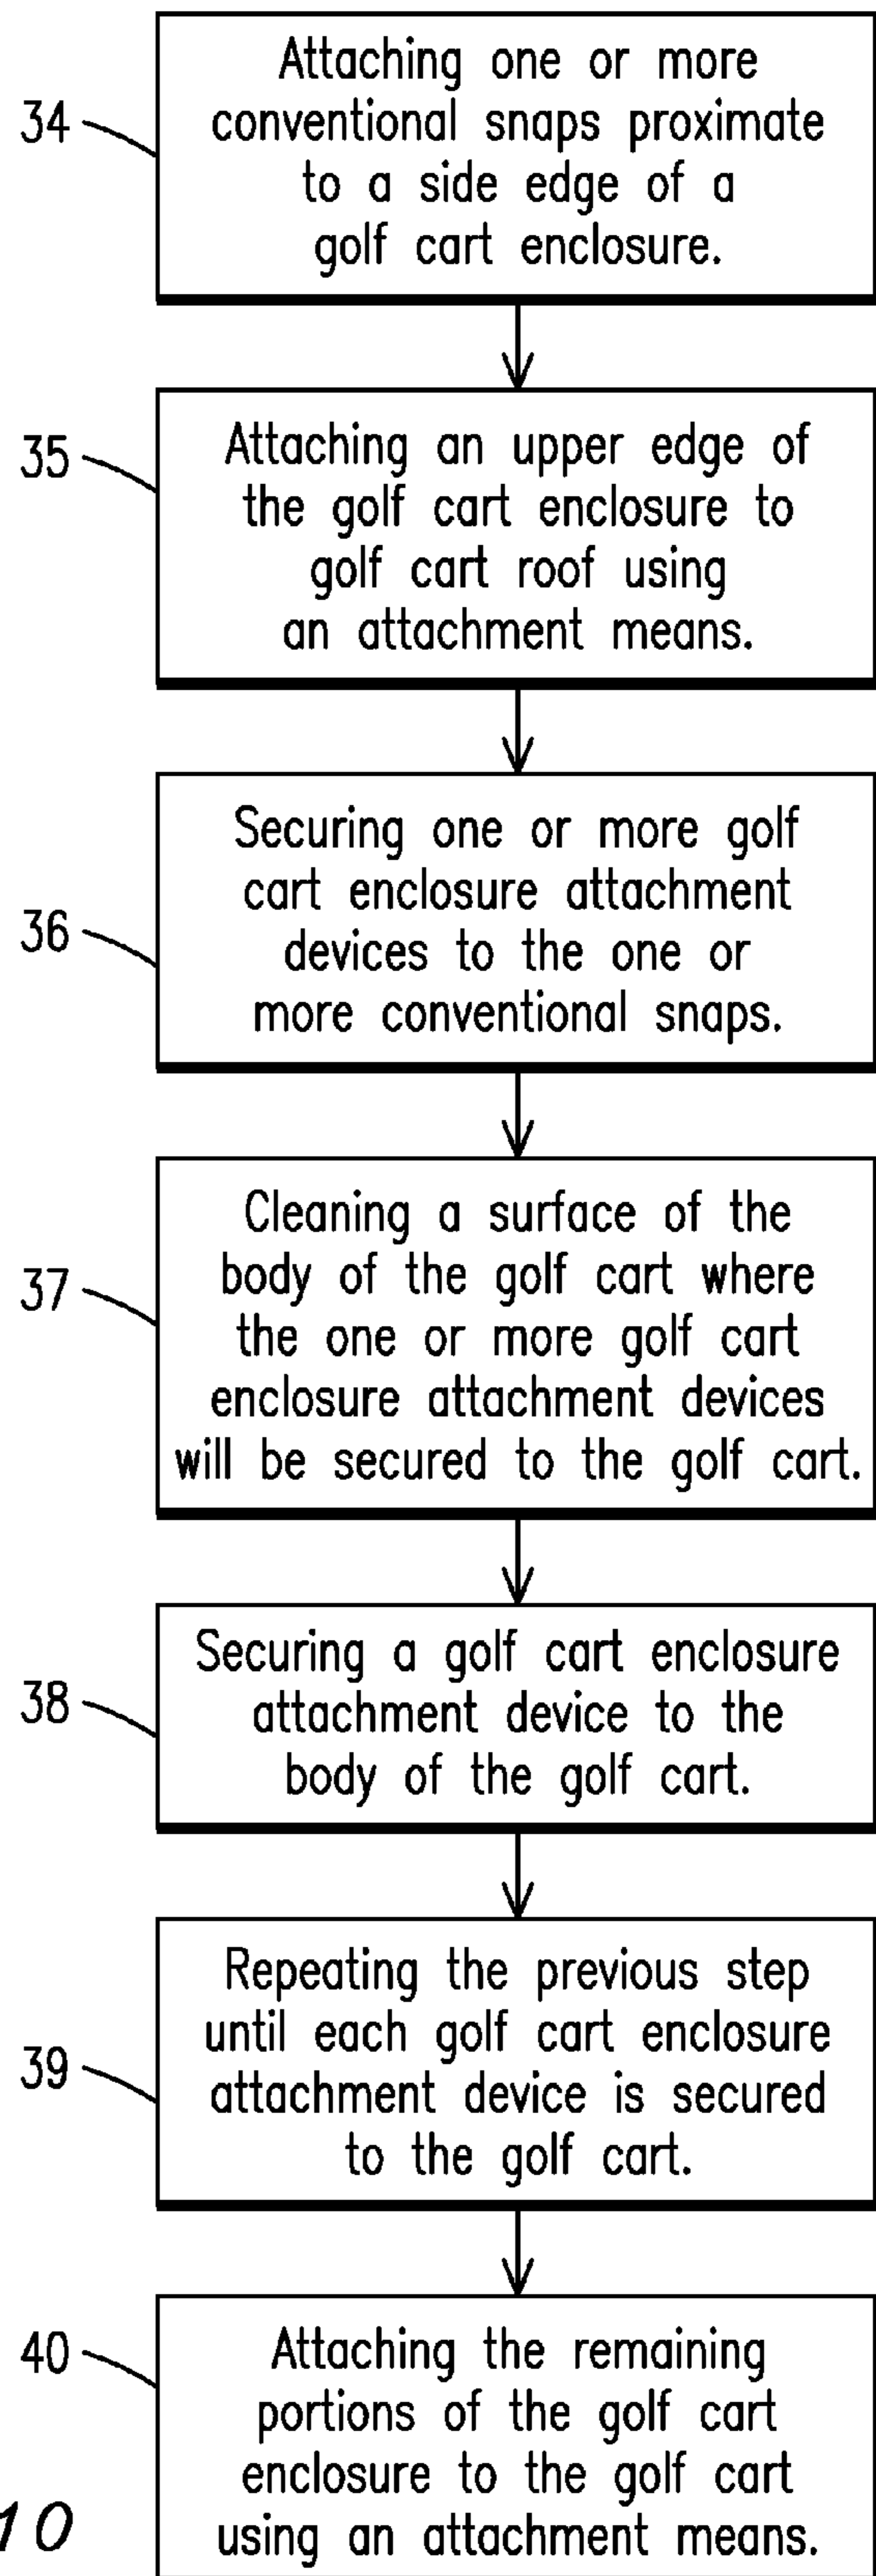 34
Attaching one or more
conventional snaps proximate
to a side edge of a
golf cart enclosure.
35
Attaching an upper edge of
the golf cart enclosure to
golf cart roof using
an attachment means.
36
Securing one or more golf
cart enclosure attachment
devices to the one or
more conventional snaps.
37
Cleaning a surface of the
body of the golf cart where
the one or more golf cart
enclosure attachment devices
will be secured to the golf cart.
38
Securing a golf cart enclosure
attachment device to the
body of the golf cart.
39
Repeating the previous step
until each golf cart enclosure
attachment device is secured
to the golf cart.
40
Attaching the remaining
portions of the golf cart
enclosure to the golf cart
using an attachment means.
10